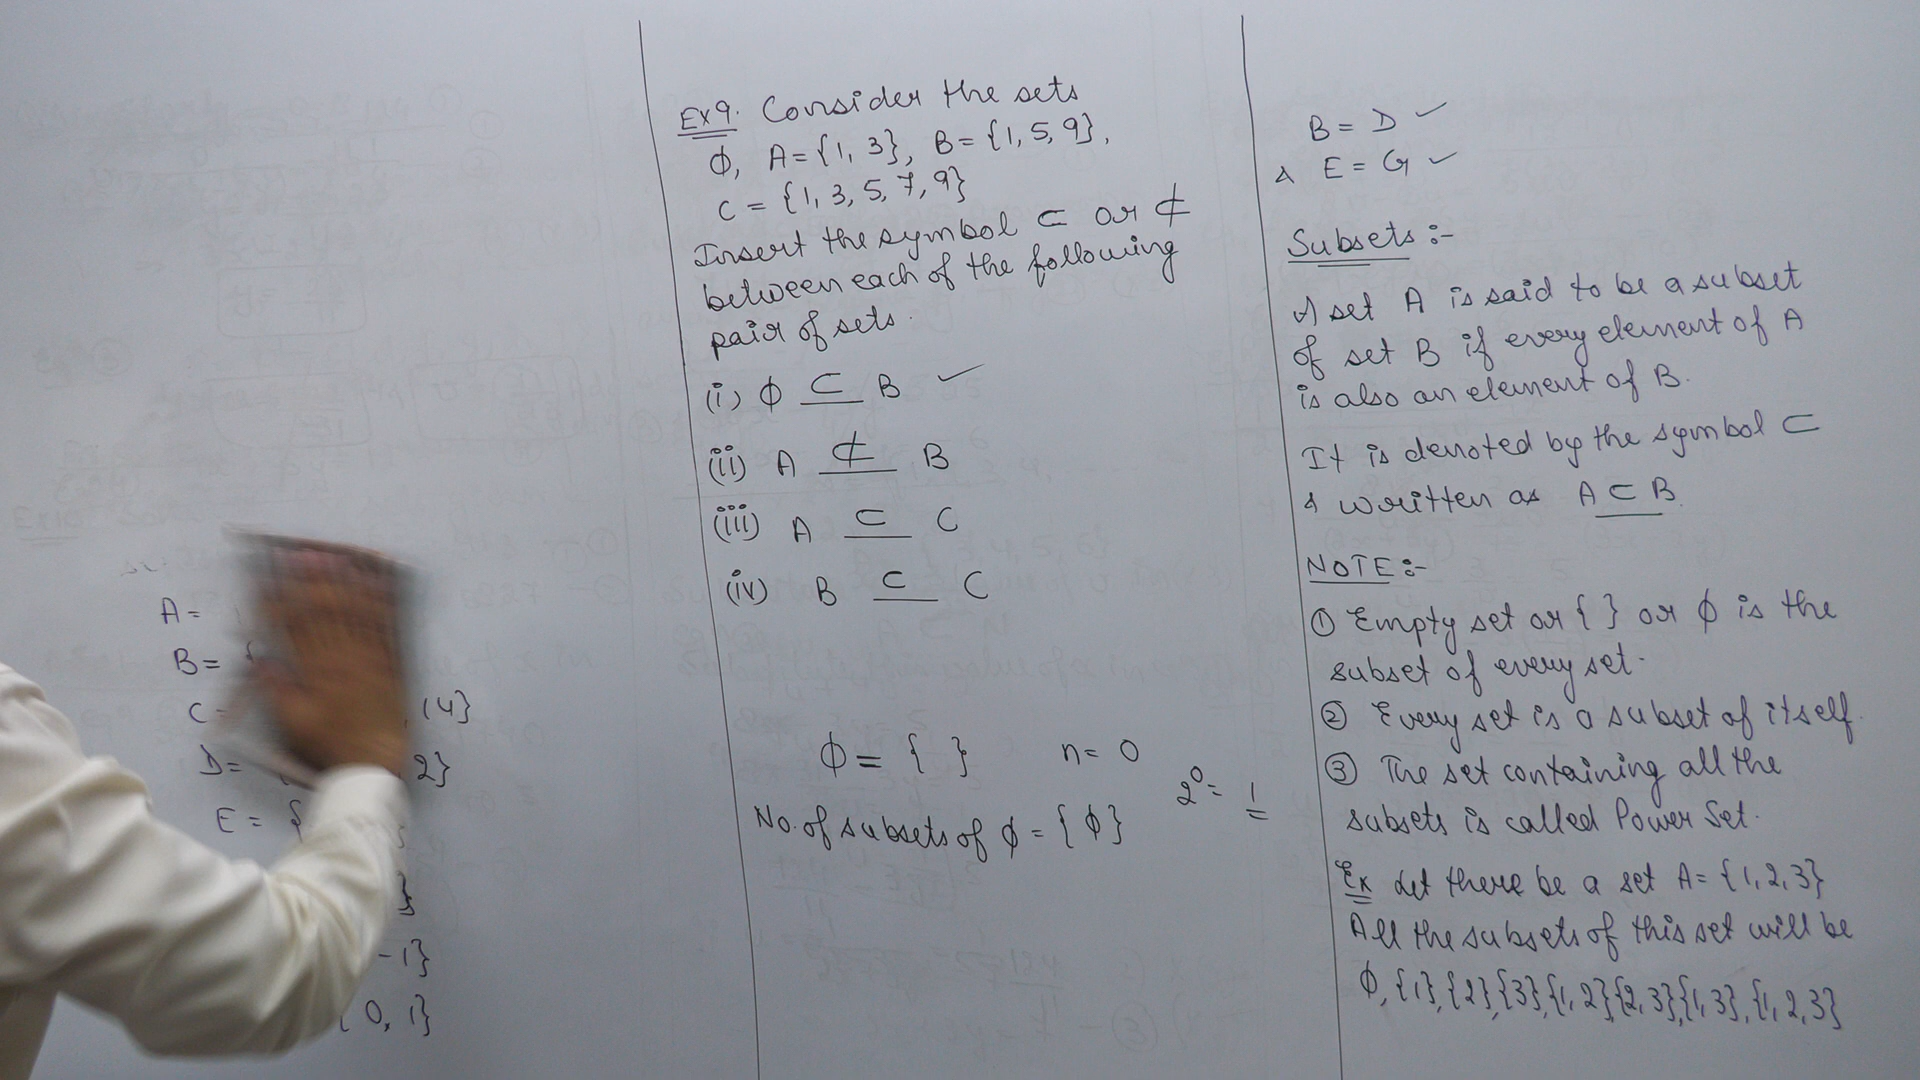 A=
B= {
C= , 14}
D= { , 2}
E= {
}
-1}
{ 0, 1}
Ex9. Consider the sets
ϕ, A={1, 3}, B={1, 5, 9},
C = {1, 3, 5, 7, 9}
Insert the symbol ⊂ or ⊄
between each of the following
pair of sets.
(i) ϕ ⊂ B ✓
(ii) A ⊄ B
(iii) A ⊂ C
(iv) B ⊂ C
ϕ = { } n= 0
2⁰= 1
No. of subsets of ϕ = {ϕ}
B = D ✓
& E = G ✓
Subsets :-
A set A is said to be a subset
of set B if every element of A
is also an element of B.
It is denoted by the symbol ⊂
& written as A⊂B.
NOTE :-
① Empty set or { } or ϕ is the
subset of every set.
② Every set is a subset of itself.
③ The set containing all the
subsets is called Power Set.
Ex Let there be a set A= {1,2,3}
All the subsets of this set will be
ϕ, {1}, {2}, {3}, {1,2}, {2,3}, {1,3}, {1,2,3}